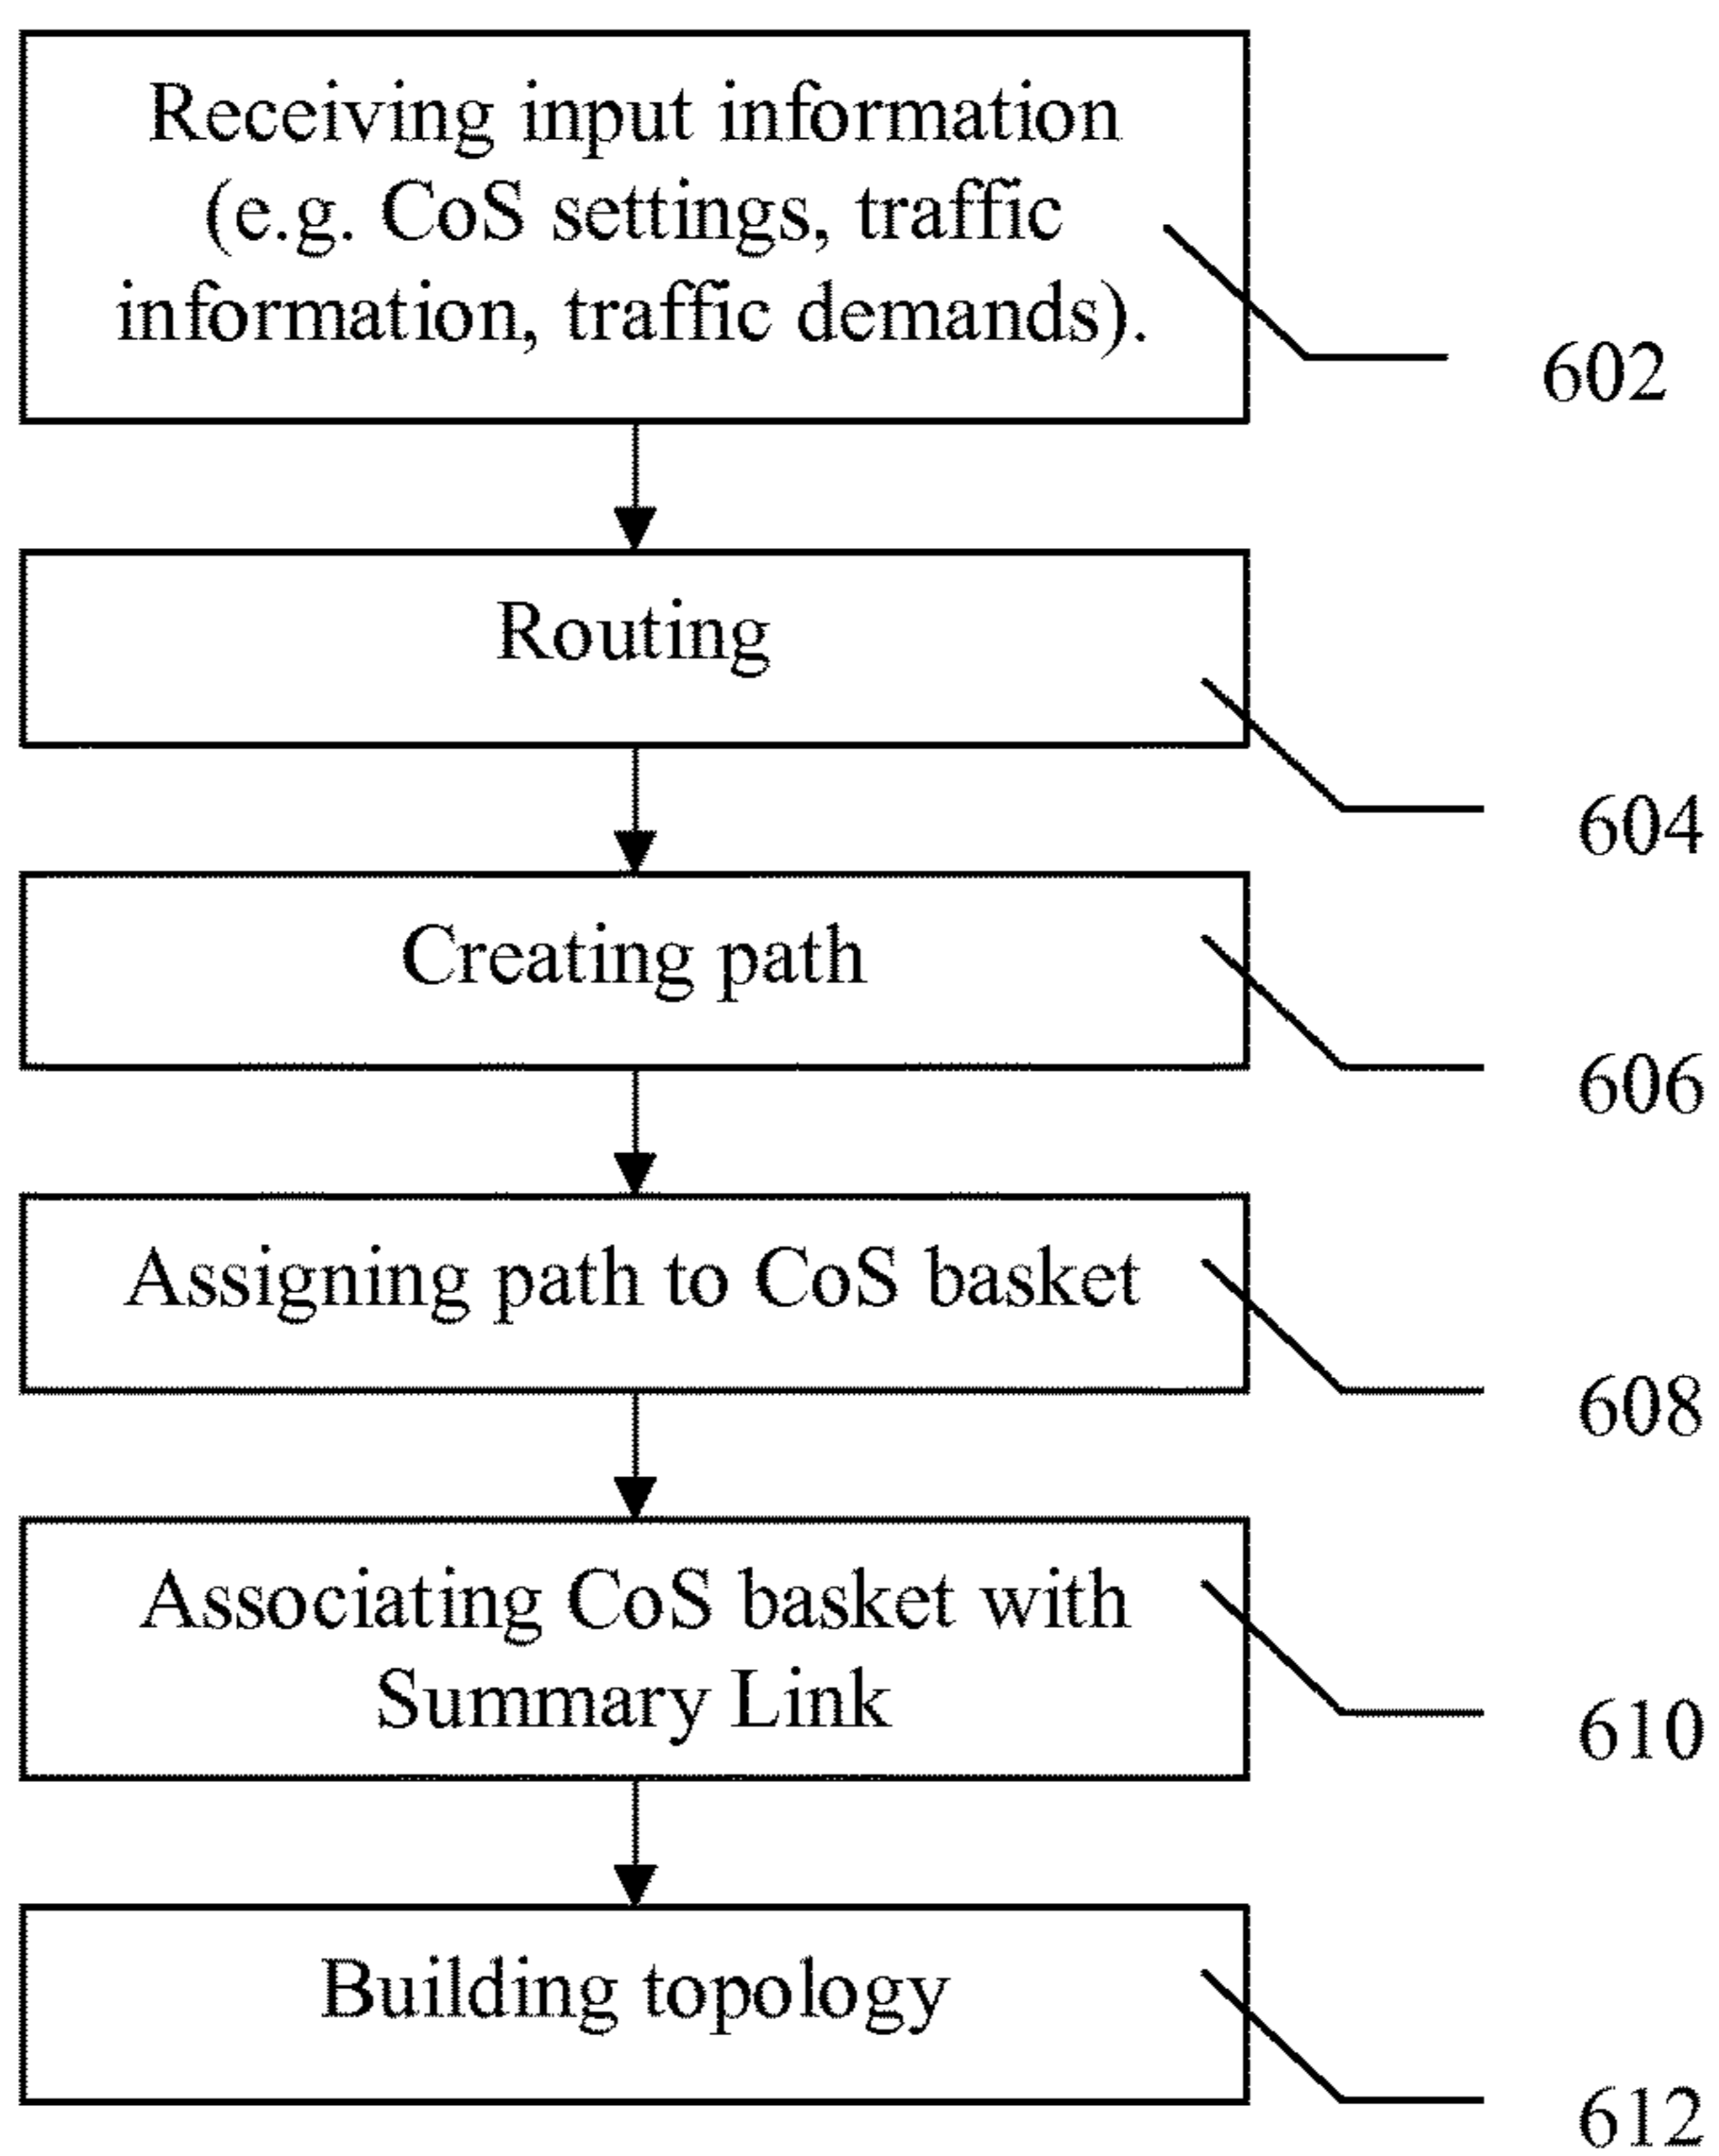 Receiving input information
(e.g. CoS settings, traffic
information, traffic demands).
602
Routing
604
Creating path
606
Assigning path to CoS basket
608
Associating CoS basket with
Summary Link
610
Building topology
612